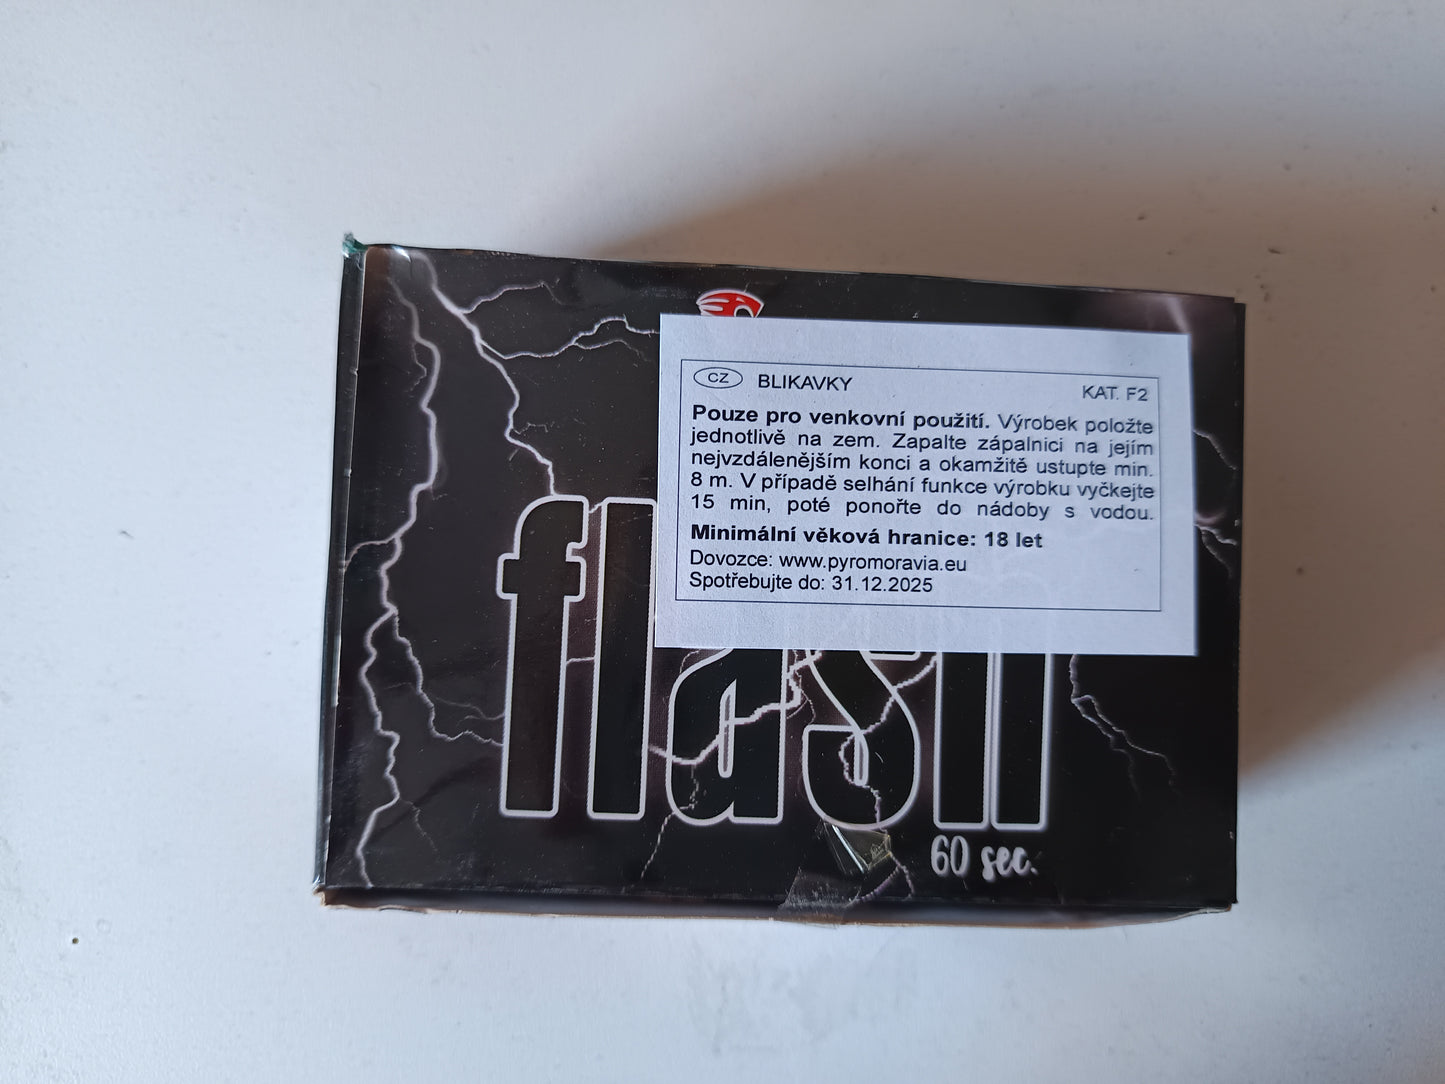 CZ BLIKAVKY KAT. F2
Pouze pro venkovní použití. Výrobek položte
jednotlivě na zem. Zapalte zápalnici na jejím
nejvzdálenějším konci a okamžitě ustupte min.
8 m. V případě selhání funkce výrobku vyčkejte
15 min, poté ponořte do nádoby s vodou.
Minimální věková hranice: 18 let
Dovozce: www.pyromoravia.eu
Spotřebujte do: 31.12.2025
flash
60 sec.